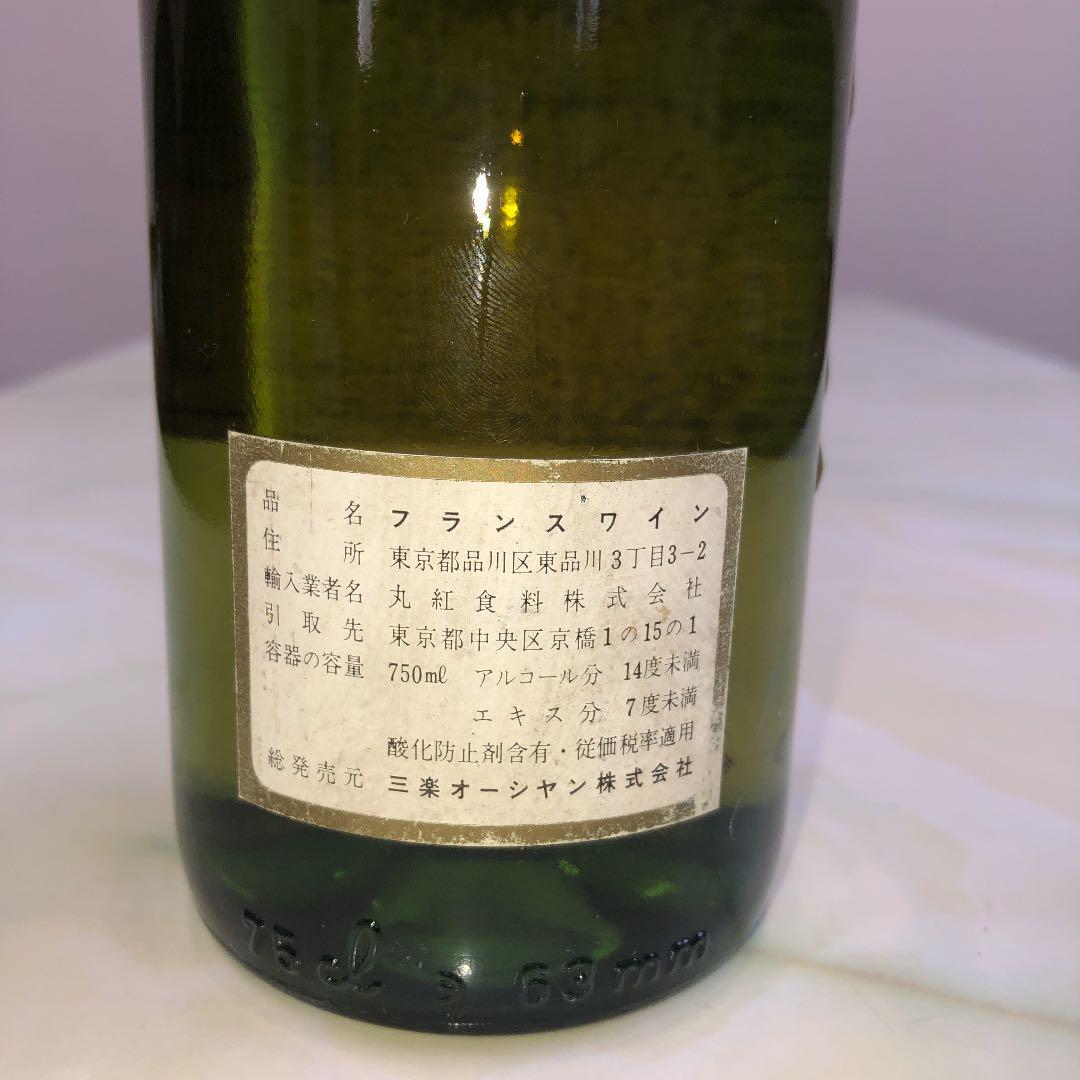 品名 フランスワイン
住所 東京都品川区東品川3丁目3-2
輸入業者名 丸紅食料株式会社
引取先 東京都中央区京橋1の15の1
容器の容量 750ml アルコール分 14度未満
エキス分 7度未満
酸化防止剤含有・従価税率適用
総発売元 三楽オーシヤン株式会社
75cl 63mm